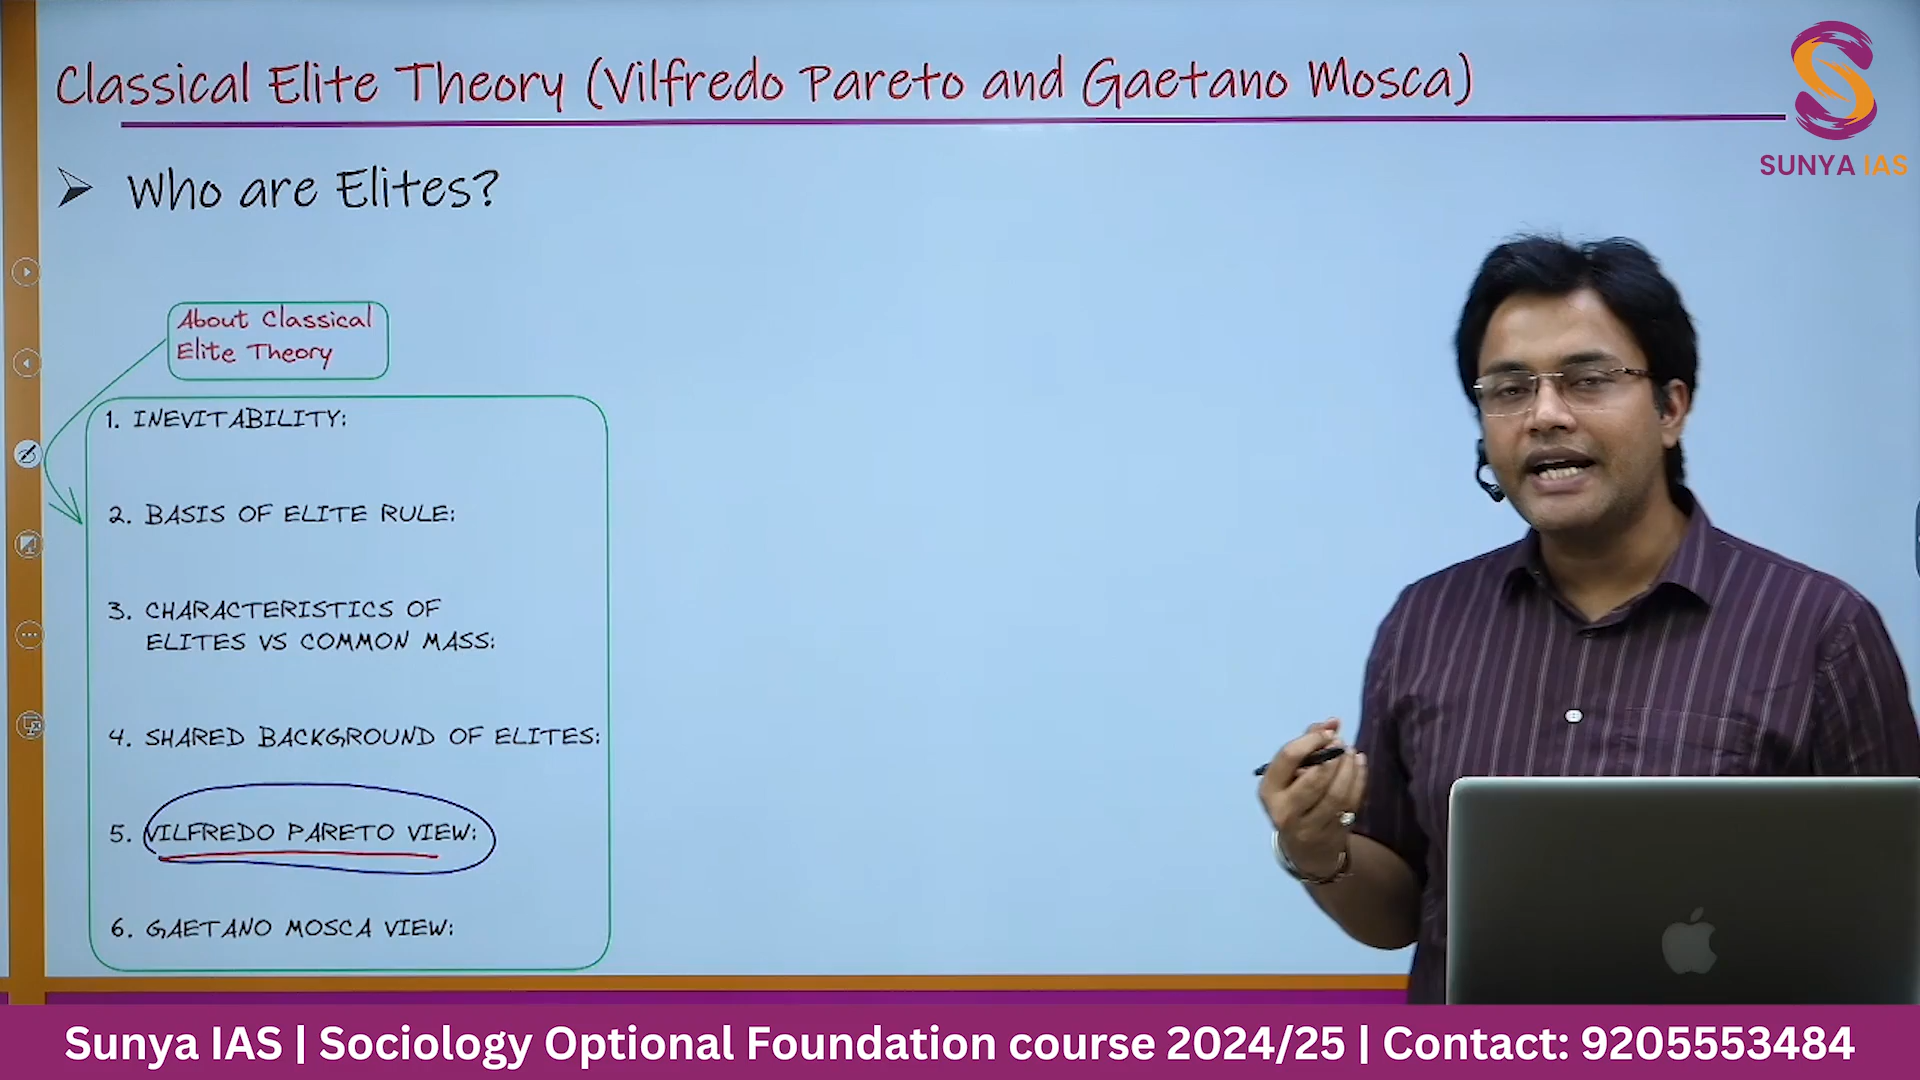 Classical Elite Theory (Vilfredo Pareto and Gaetano Mosca)
SUNYA IAS
➢ Who are Elites?
About Classical
Elite Theory
1. INEVITABILITY:
2. BASIS OF ELITE RULE:
3. CHARACTERISTICS OF
ELITES VS COMMON MASS:
4. SHARED BACKGROUND OF ELITES:
5. VILFREDO PARETO VIEW:
6. GAETANO MOSCA VIEW:
Sunya IAS | Sociology Optional Foundation course 2024/25 | Contact: 9205553484